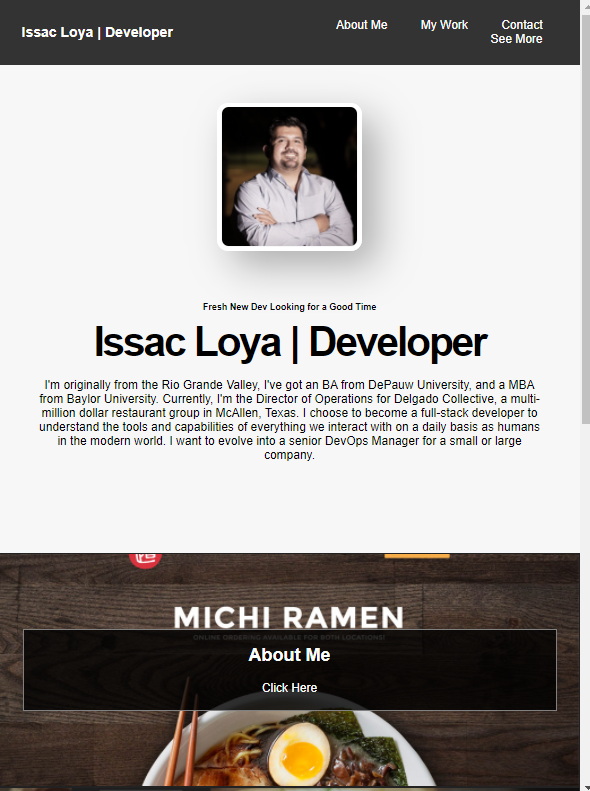 Issac Loya | Developer
About Me
My Work
Contact
See More
Fresh New Dev Looking for a Good Time
Issac Loya | Developer
I'm originally from the Rio Grande Valley, I've got an BA from DePauw University, and a MBA
from Baylor University. Currently, I'm the Director of Operations for Delgado Collective, a multi-
million dollar restaurant group in McAllen, Texas. I choose to become a full-stack developer to
understand the tools and capabilities of everything we interact with on a daily basis as humans
in the modern world. I want to evolve into a senior DevOps Manager for a small or large
company.
MICHI RAMEN
ONLINE ORDERING AVAILABLE FOR BOTH LOCATIONS!
About Me
Click Here